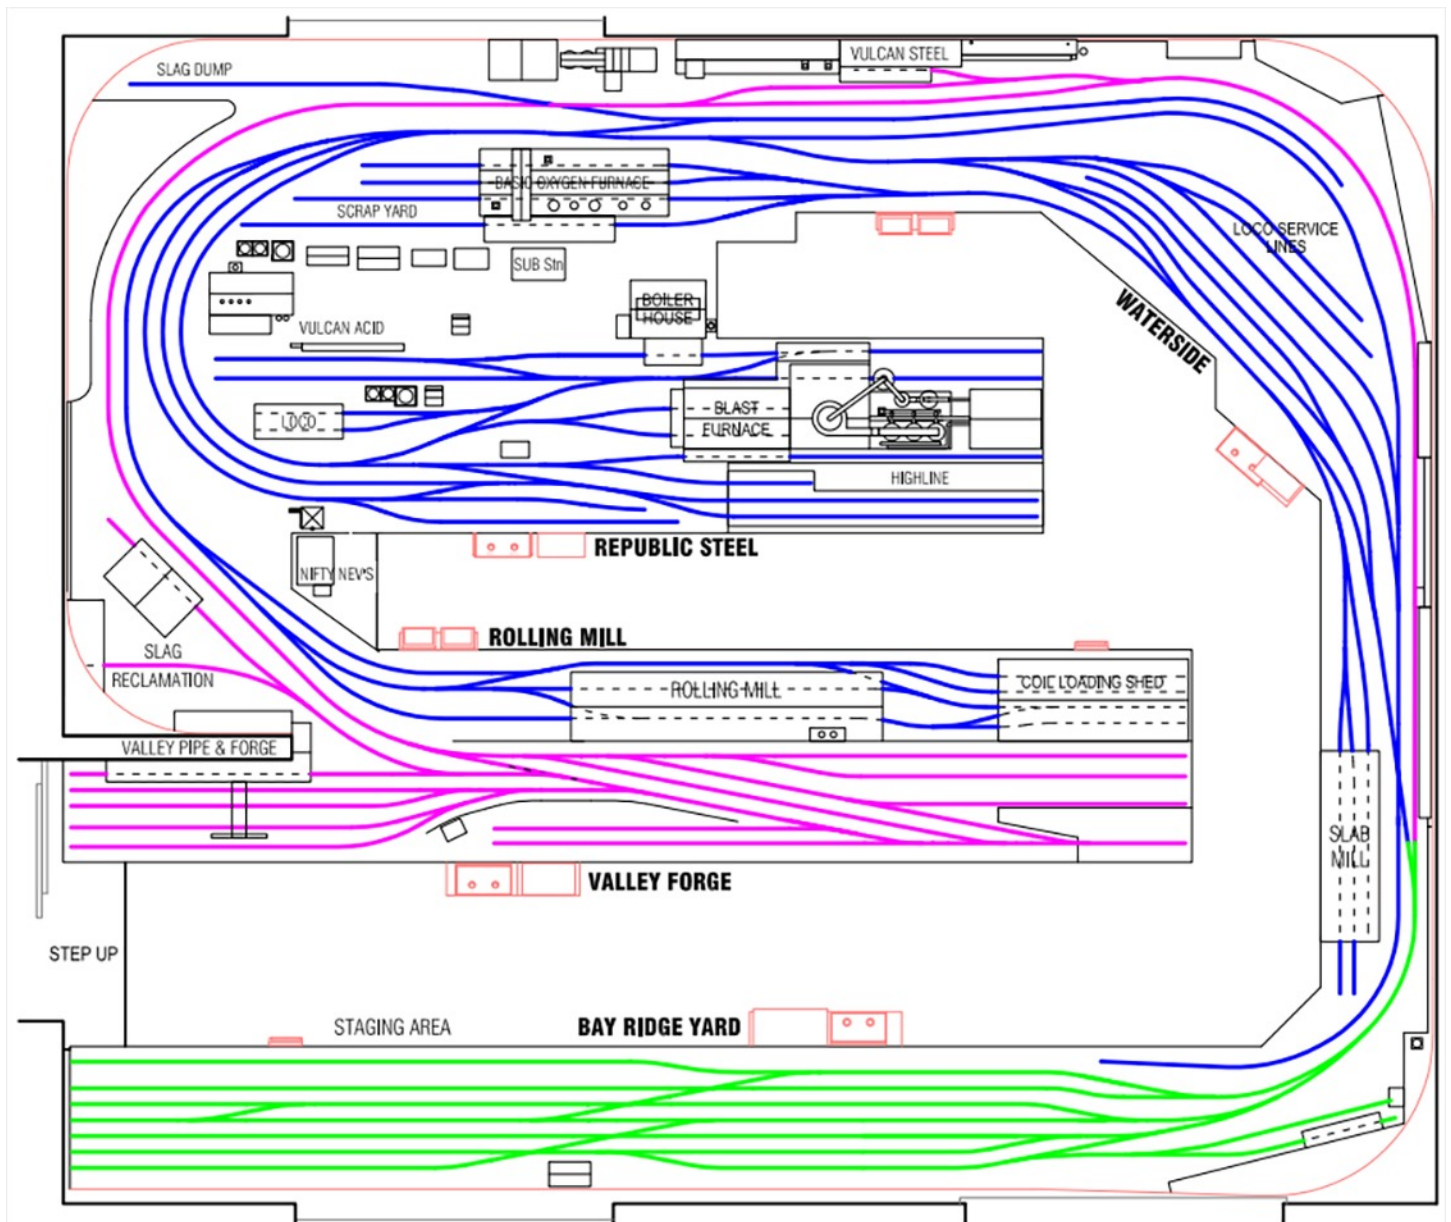 SLAG DUMP
VULCAN STEEL
BASIC OXYGEN FURNACE
SCRAP YARD
LOCO SERVICE
LINES
SUB Stn
BOILER
HOUSE
WATERSIDE
VULCAN ACID
LOCO
BLAST
FURNACE
HIGHLINE
REPUBLIC STEEL
NIFTY NEV'S
ROLLING MILL
SLAG
RECLAMATION
ROLLING MILL
COIL LOADING SHED
VALLEY PIPE & FORGE
SLAB
MILL
VALLEY FORGE
STEP UP
STAGING AREA
BAY RIDGE YARD